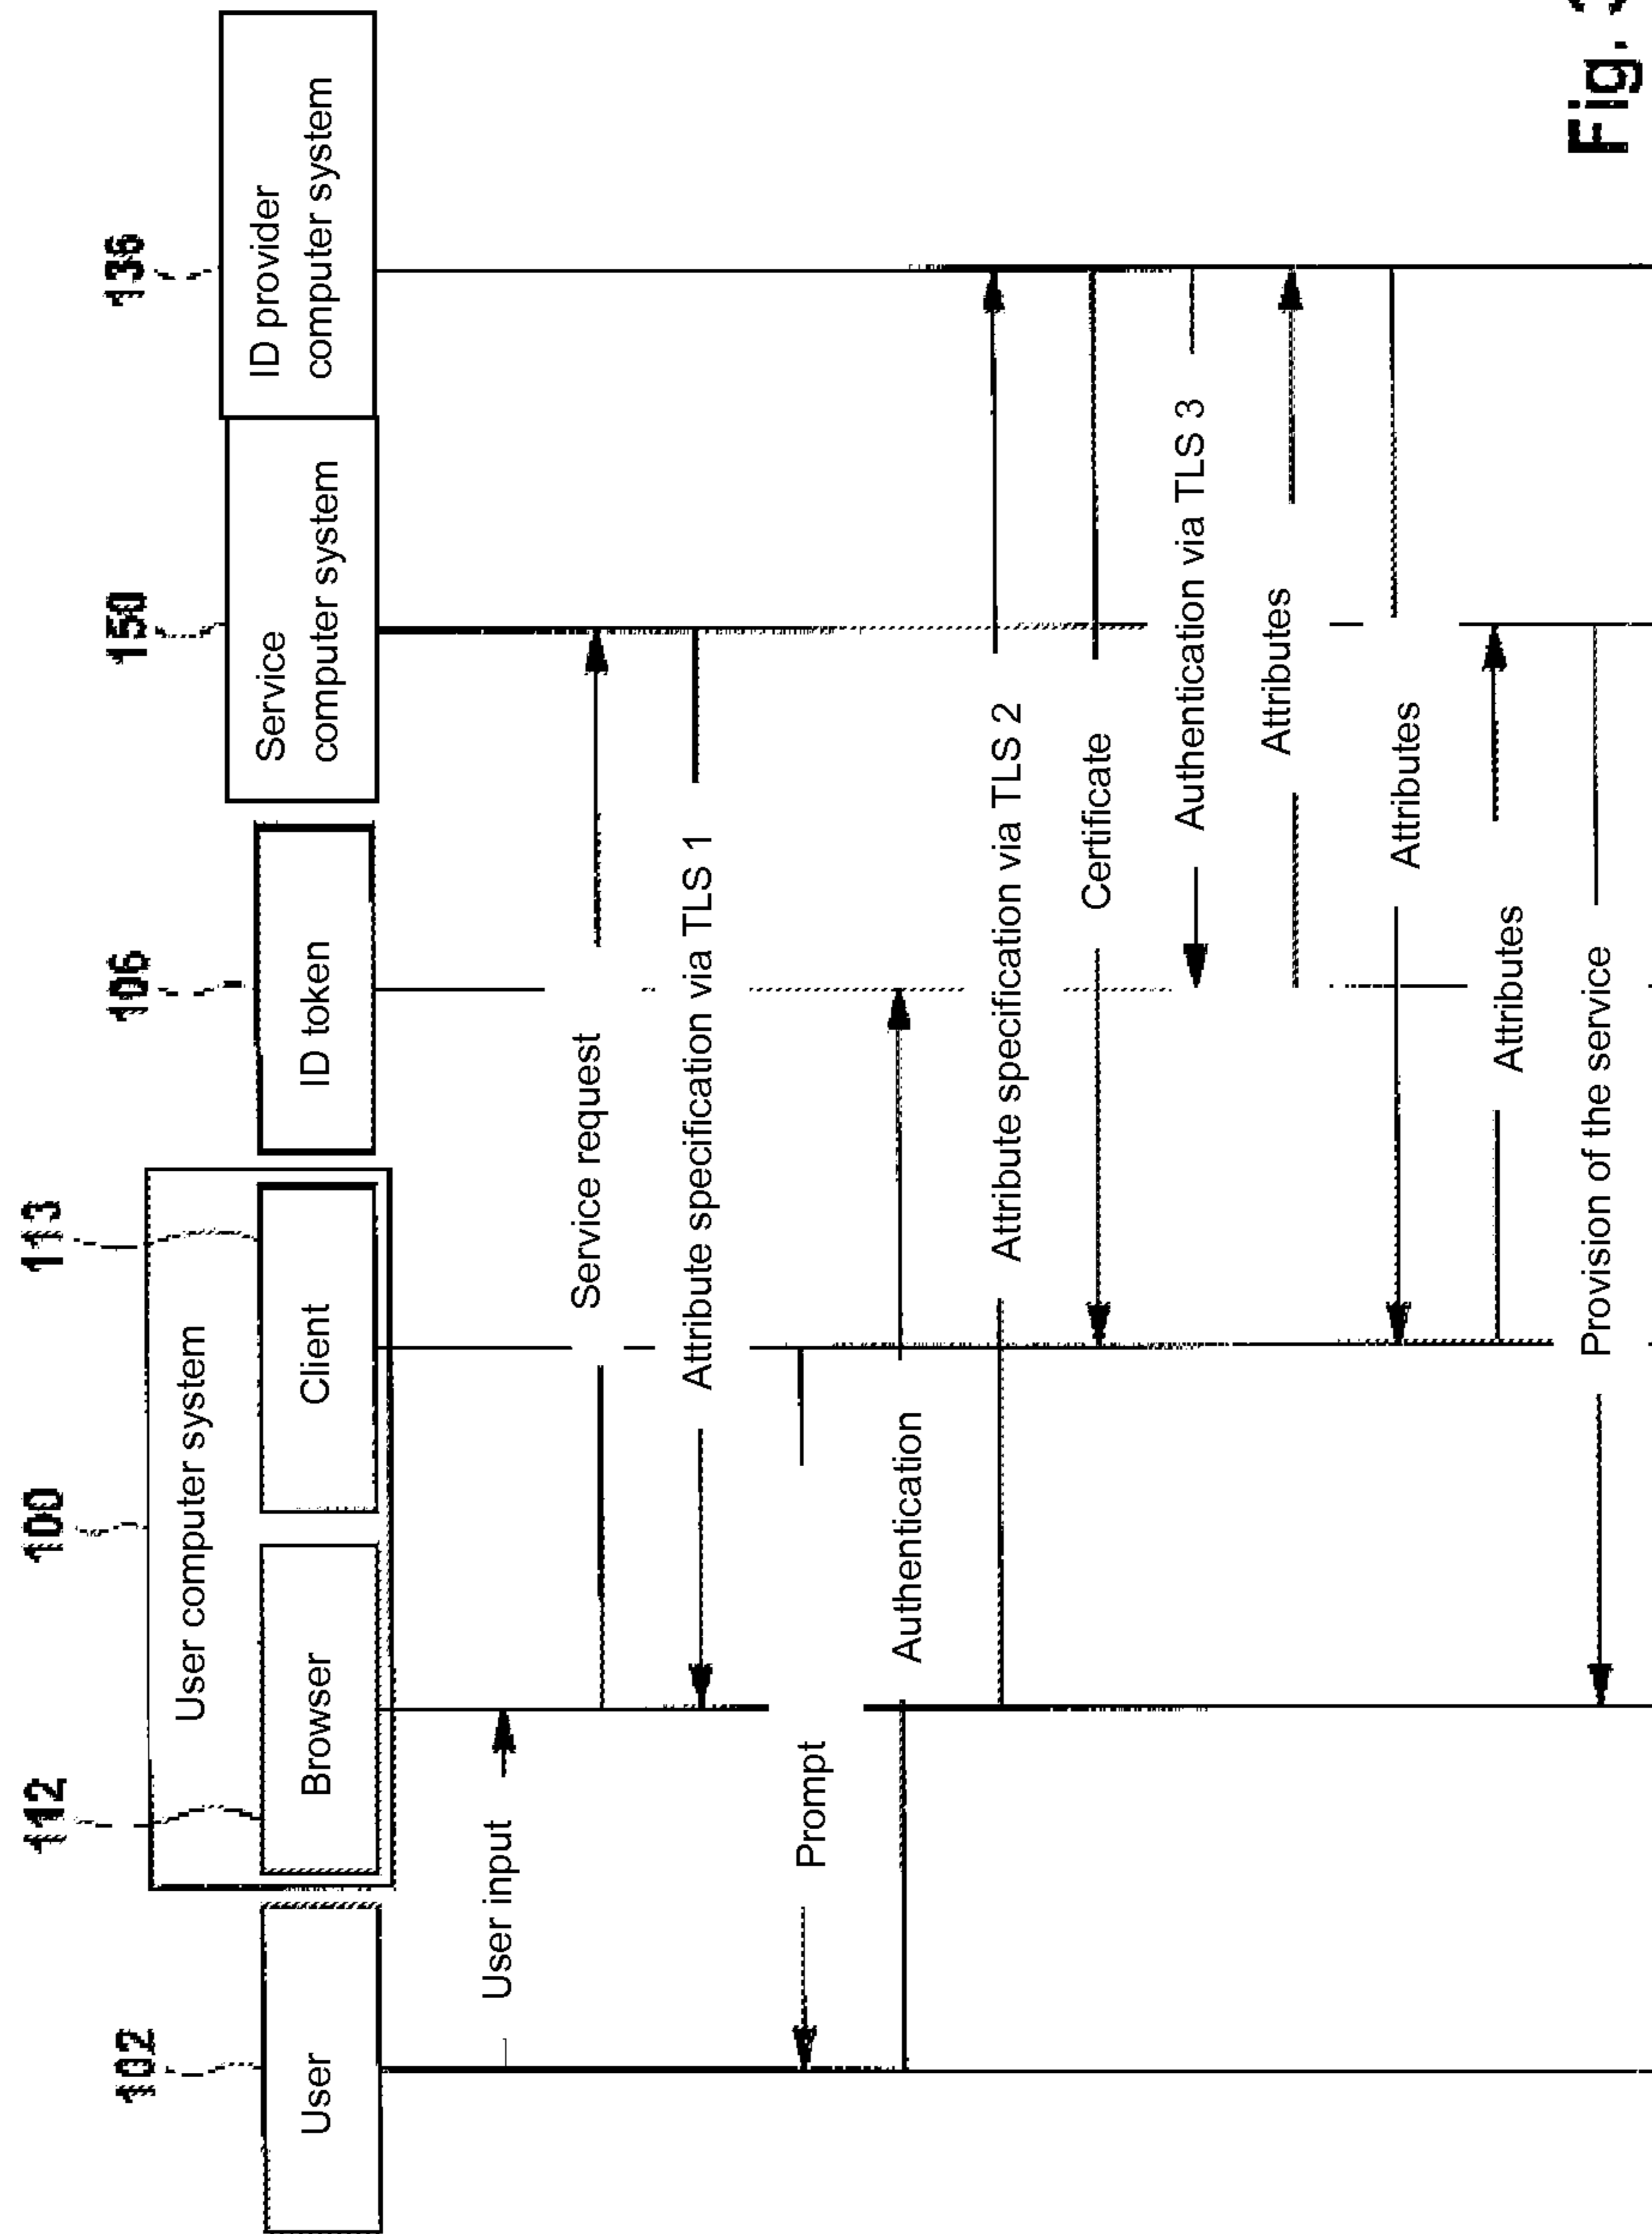 112
100
113
102
106
150
136
User computer system
User
Browser
Client
ID token
Service
computer system
ID provider
computer system
User input
Service request
Attribute specification via TLS 1
Prompt
Authentication
Attribute specification via TLS 2
Certificate
Authentication via TLS 3
Attributes
Attributes
Attributes
Provision of the service
Fig.